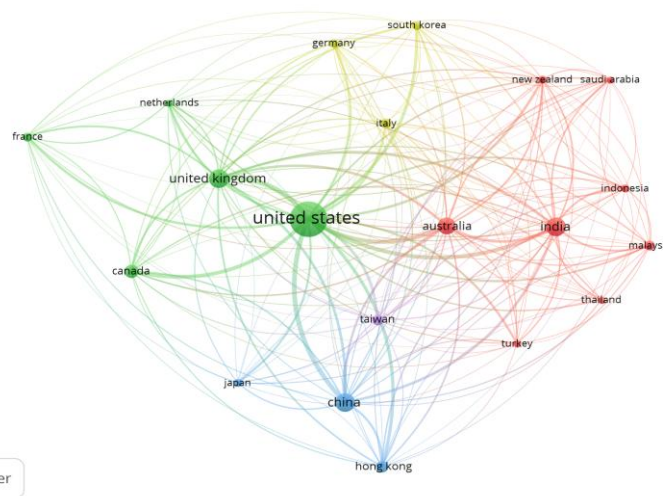 south korea
germany
new zealand
saudi arabia
netherlands
italy
france
united kingdom
indonesia
united states
australia
india
malays
canada
thailand
taiwan
turkey
japan
china
hong kong
er